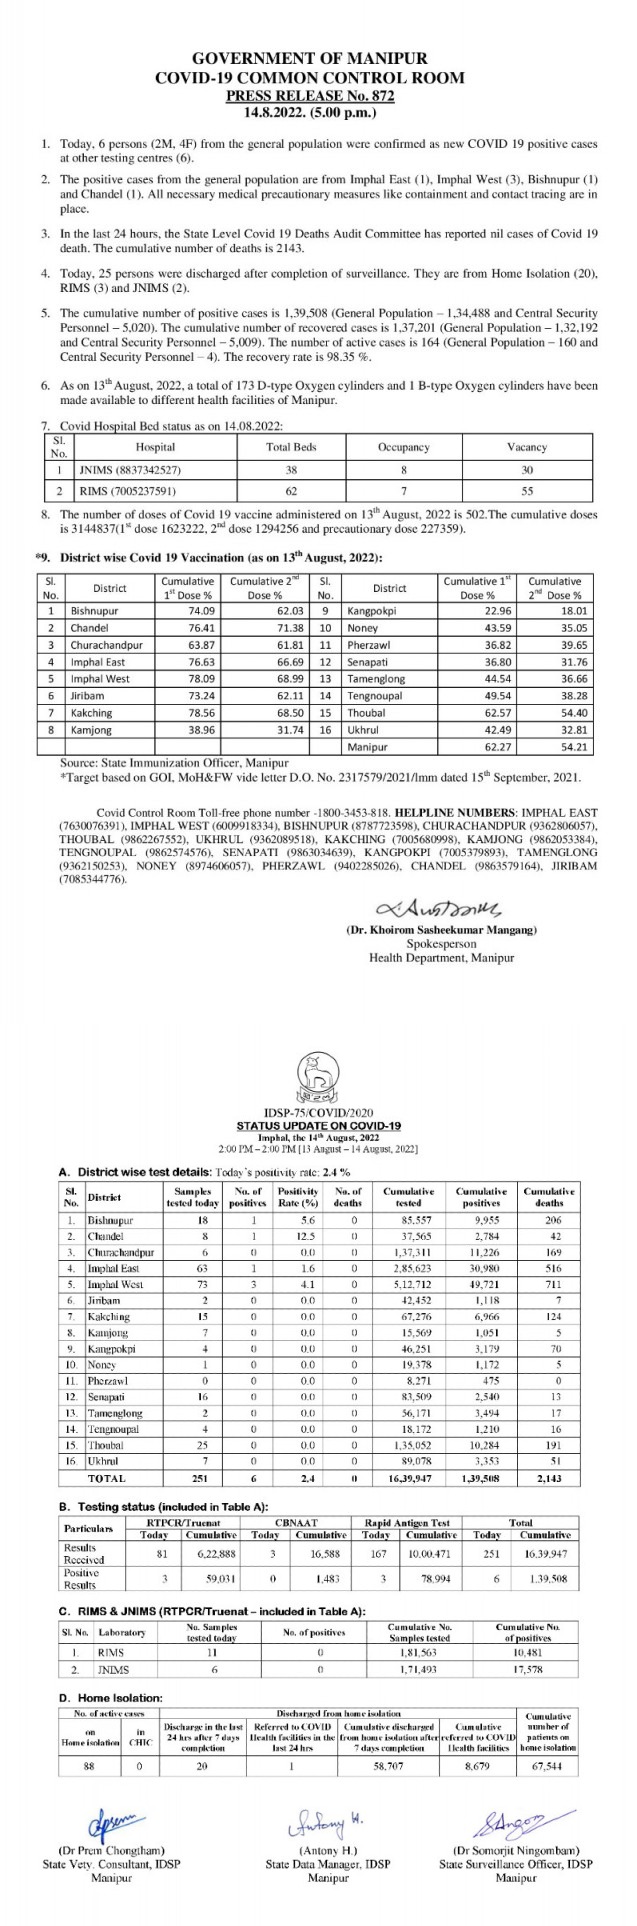 GOVERNMENT OF MANIPUR
COVID-19 COMMON CONTROL ROOM
PRESS RELEASE No. 872
14.8.2022. (5.00 p.m.)
1. Today, 6 persons (2M, 4F) from the general population were confirmed as new COVID 19 positive cases
at other testing centres (6).
2. The positive cases from the general population are from Imphal East (1), Imphal West (3), Bishnupur (1)
and Chandel (1). All necessary medical precautionary measures like containment and contact tracing are in
place.
3. In the last 24 hours, the State Level Covid 19 Deaths Audit Committee has reported nil cases of Covid 19
death. The cumulative number of deaths is 2143.
4. Today, 25 persons were discharged after completion of surveillance. They are from Home Isolation (20),
RIMS (3) and JNIMS (2).
5. The cumulative number of positive cases is 1,39,508 (General Population – 1,34,488 and Central Security
Personnel – 5,020). The cumulative number of recovered cases is 1,37,201 (General Population – 1,32,192
and Central Security Personnel – 5,009). The number of active cases is 164 (General Population – 160 and
Central Security Personnel – 4). The recovery rate is 98.35 %.
6. As on 13th August, 2022, a total of 173 D-type Oxygen cylinders and 1 B-type Oxygen cylinders have been
made available to different health facilities of Manipur.
7. Covid Hospital Bed status as on 14.08.2022:
Sl. No. Hospital Total Beds Occupancy Vacancy
1 JNIMS (8837342527) 38 8 30
2 RIMS (7005237591) 62 7 55
8. The number of doses of Covid 19 vaccine administered on 13th August, 2022 is 502.The cumulative doses
is 3144837(1st dose 1623222, 2nd dose 1294256 and precautionary dose 227359).
*9. District wise Covid 19 Vaccination (as on 13th August, 2022):
Sl. No. District Cumulative 1st Dose % Cumulative 2nd Dose % Sl. No. District Cumulative 1st Dose % Cumulative 2nd Dose %
1 Bishnupur 74.09 62.03 9 Kangpokpi 22.96 18.01
2 Chandel 76.41 71.38 10 Noney 43.59 35.05
3 Churachandpur 63.87 61.81 11 Pherzawl 36.82 39.65
4 Imphal East 76.63 66.69 12 Senapati 36.80 31.76
5 Imphal West 78.09 68.99 13 Tamenglong 44.54 36.66
6 Jiribam 73.24 62.11 14 Tengnoupal 49.54 38.28
7 Kakching 78.56 68.50 15 Thoubal 62.57 54.40
8 Kamjong 38.96 31.74 16 Ukhrul 42.49 32.81
Manipur 62.27 54.21
Source: State Immunization Officer, Manipur
*Target based on GOI, MoH&FW vide letter D.O. No. 2317579/2021/Imm dated 15th September, 2021.
Covid Control Room Toll-free phone number -1800-3453-818. HELPLINE NUMBERS: IMPHAL EAST
(7630076391), IMPHAL WEST (6009918334), BISHNUPUR (8787723598), CHURACHANDPUR (9362806057),
THOUBAL (9862267552), UKHRUL (9362089518), KAKCHING (7005680998), KAMJONG (9862053384),
TENGNOUPAL (9862574576), SENAPATI (9863034639), KANGPOKPI (7005379893), TAMENGLONG
(9362150253), NONEY (8974606057), PHERZAWL (9402285026), CHANDEL (9863579164), JIRIBAM
(7085344776).
(Dr. Khoirom Sasheekumar Mangang)
Spokesperson
Health Department, Manipur
IDSP-75/COVID/2020
STATUS UPDATE ON COVID-19
Imphal, the 14th August, 2022
2:00 PM – 2:00 PM [13 August – 14 August, 2022]
A. District wise test details: Today's positivity rate: 2.4 %
Sl. No. District Samples tested today No. of positives Positivity Rate (%) No. of deaths Cumulative tested Cumulative positives Cumulative deaths
1. Bishnupur 18 1 5.6 0 85,557 9,955 206
2. Chandel 8 1 12.5 0 37,565 2,784 42
3. Churachandpur 6 0 0.0 0 1,37,311 11,226 169
4. Imphal East 63 1 1.6 0 2,85,623 30,980 516
5. Imphal West 73 3 4.1 0 5,12,712 49,721 711
6. Jiribam 2 0 0.0 0 42,452 1,118 7
7. Kakching 15 0 0.0 0 67,276 6,966 124
8. Kamjong 7 0 0.0 0 15,569 1,051 5
9. Kangpokpi 4 0 0.0 0 46,251 3,179 70
10. Noney 1 0 0.0 0 19,378 1,172 5
11. Pherzawl 0 0 0.0 0 8,271 475 0
12. Senapati 16 0 0.0 0 83,509 2,540 13
13. Tamenglong 2 0 0.0 0 56,171 3,494 17
14. Tengnoupal 4 0 0.0 0 18,172 1,210 16
15. Thoubal 25 0 0.0 0 1,35,052 10,284 191
16. Ukhrul 7 0 0.0 0 89,078 3,353 51
TOTAL 251 6 2.4 0 16,39,947 1,39,508 2,143
B. Testing status (included in Table A):
Particulars RTPCR/Truenat CBNAAT Rapid Antigen Test Total
Today Cumulative Today Cumulative Today Cumulative Today Cumulative
Results Received 81 6,22,888 3 16,588 167 10,00,471 251 16,39,947
Positive Results 3 59,031 0 1,483 3 78,994 6 1,39,508
C. RIMS & JNIMS (RTPCR/Truenat – included in Table A):
Sl. No. Laboratory No. Samples tested today No. of positives Cumulative No. Samples tested Cumulative No. of positives
1. RIMS 11 0 1,81,563 10,481
2. JNIMS 6 0 1,71,493 17,578
D. Home Isolation:
No. of active cases Discharged from home isolation Cumulative number of patients on home isolation
on Home isolation in CHIC Discharge in the last 24 hrs after 7 days completion Referred to COVID Health facilities in the last 24 hrs Cumulative discharged from home isolation after 7 days completion Cumulative referred to COVID Health facilities
88 0 20 1 58,707 8,679 67,544
Antony H.
(Dr Prem Chongtham) (Antony H.) (Dr Somorjit Ningombam)
State Vety. Consultant, IDSP State Data Manager, IDSP State Surveillance Officer, IDSP
Manipur Manipur Manipur